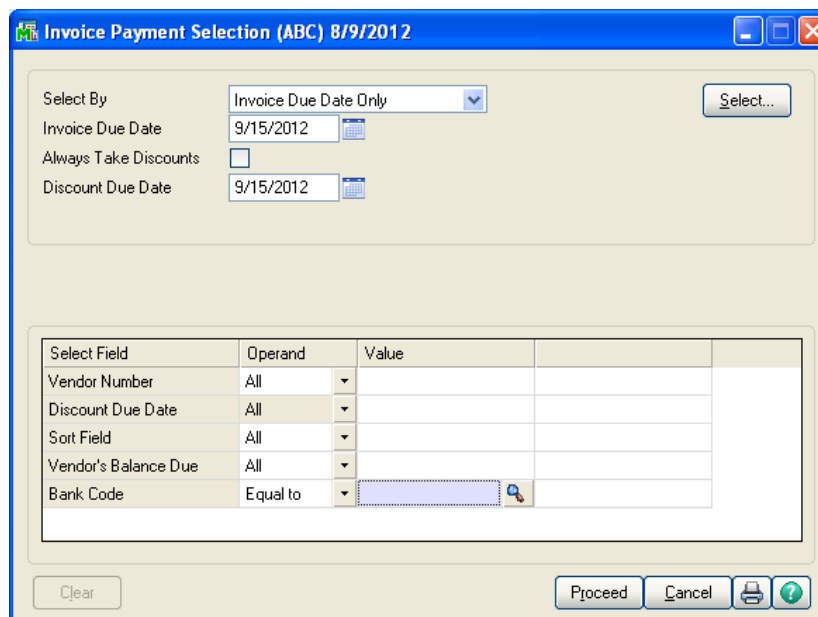 Invoice Payment Selection (ABC) 8/9/2012
Select By Invoice Due Date Only Select...
Invoice Due Date 9/15/2012
Always Take Discounts
Discount Due Date 9/15/2012
Select Field Operand Value
Vendor Number All
Discount Due Date All
Sort Field All
Vendor's Balance Due All
Bank Code Equal to
Clear Proceed Cancel ?